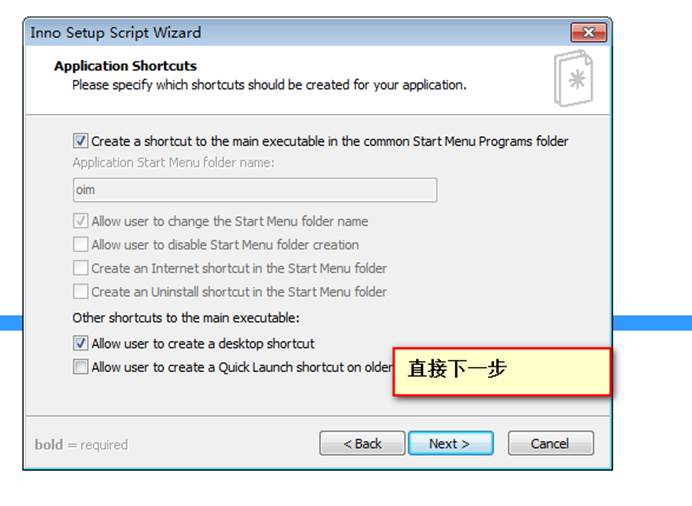 Inno Setup Script Wizard
Application Shortcuts
Please specify which shortcuts should be created for your application.
Create a shortcut to the main executable in the common Start Menu Programs folder
Application Start Menu folder name:
oim
Allow user to change the Start Menu folder name
Allow user to disable Start Menu folder creation
Create an Internet shortcut in the Start Menu folder
Create an Uninstall shortcut in the Start Menu folder
Other shortcuts to the main executable:
Allow user to create a desktop shortcut
Allow user to create a Quick Launch shortcut on older
直接下一步
bold = required
< Back
Next >
Cancel